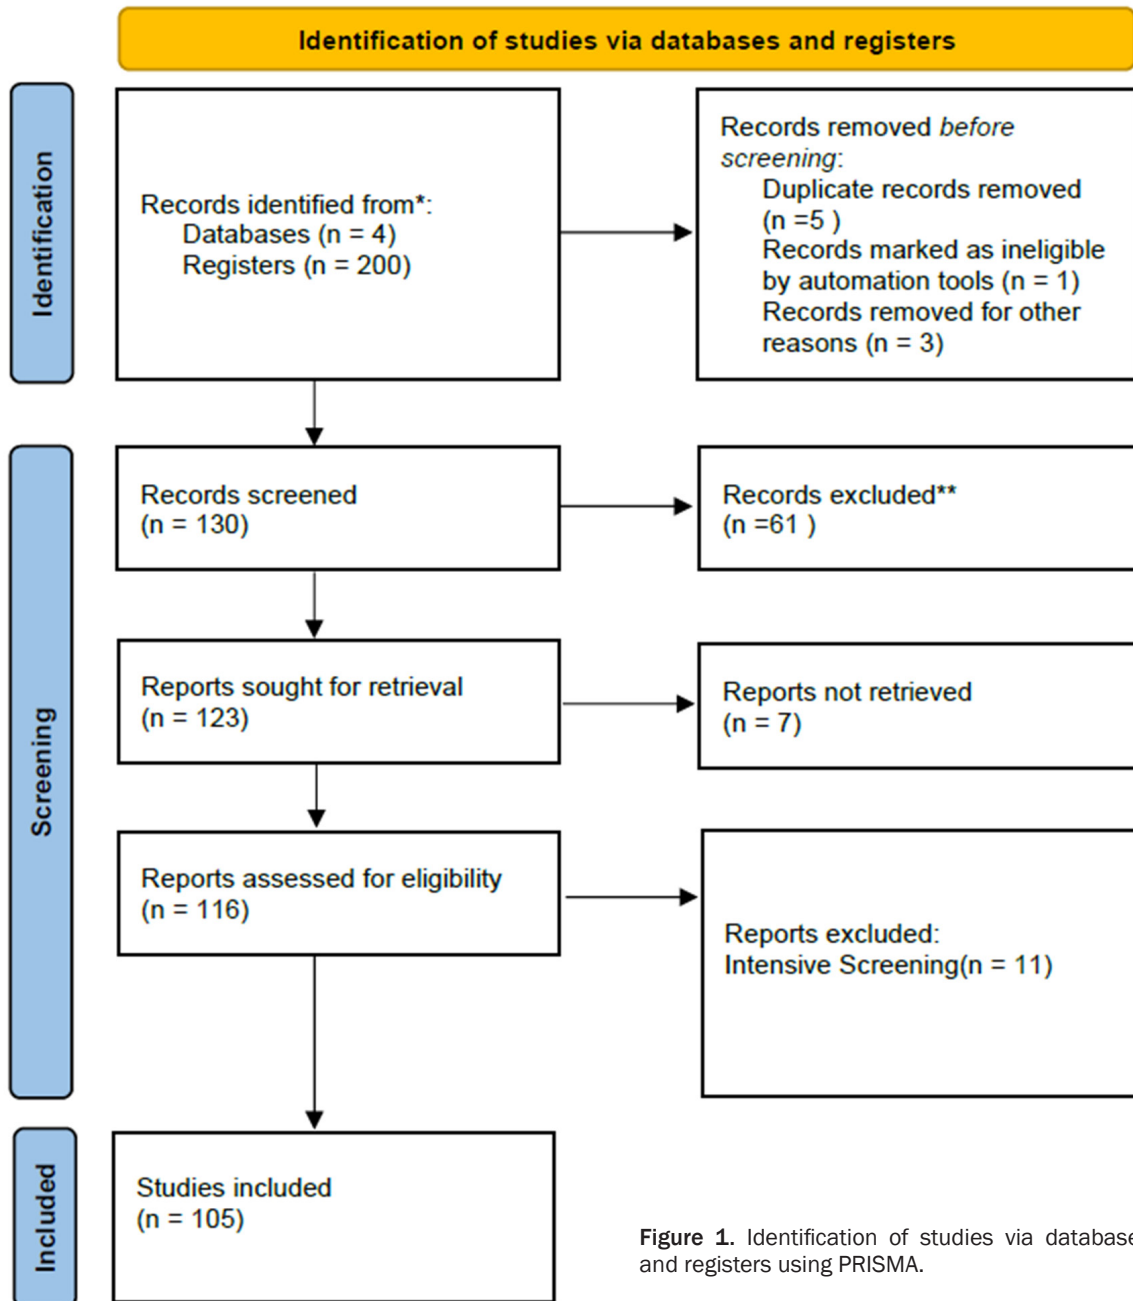 Identification of studies via databases and registers
Identification
Records identified from*:
Databases (n = 4)
Registers (n = 200)
Records removed before
screening:
Duplicate records removed
(n =5 )
Records marked as ineligible
by automation tools (n = 1)
Records removed for other
reasons (n = 3)
Screening
Records screened
(n = 130)
Records excluded**
(n =61 )
Reports sought for retrieval
(n = 123)
Reports not retrieved
(n = 7)
Reports assessed for eligibility
(n = 116)
Reports excluded:
Intensive Screening(n = 11)
Included
Studies included
(n = 105)
Figure 1. Identification of studies via database
and registers using PRISMA.